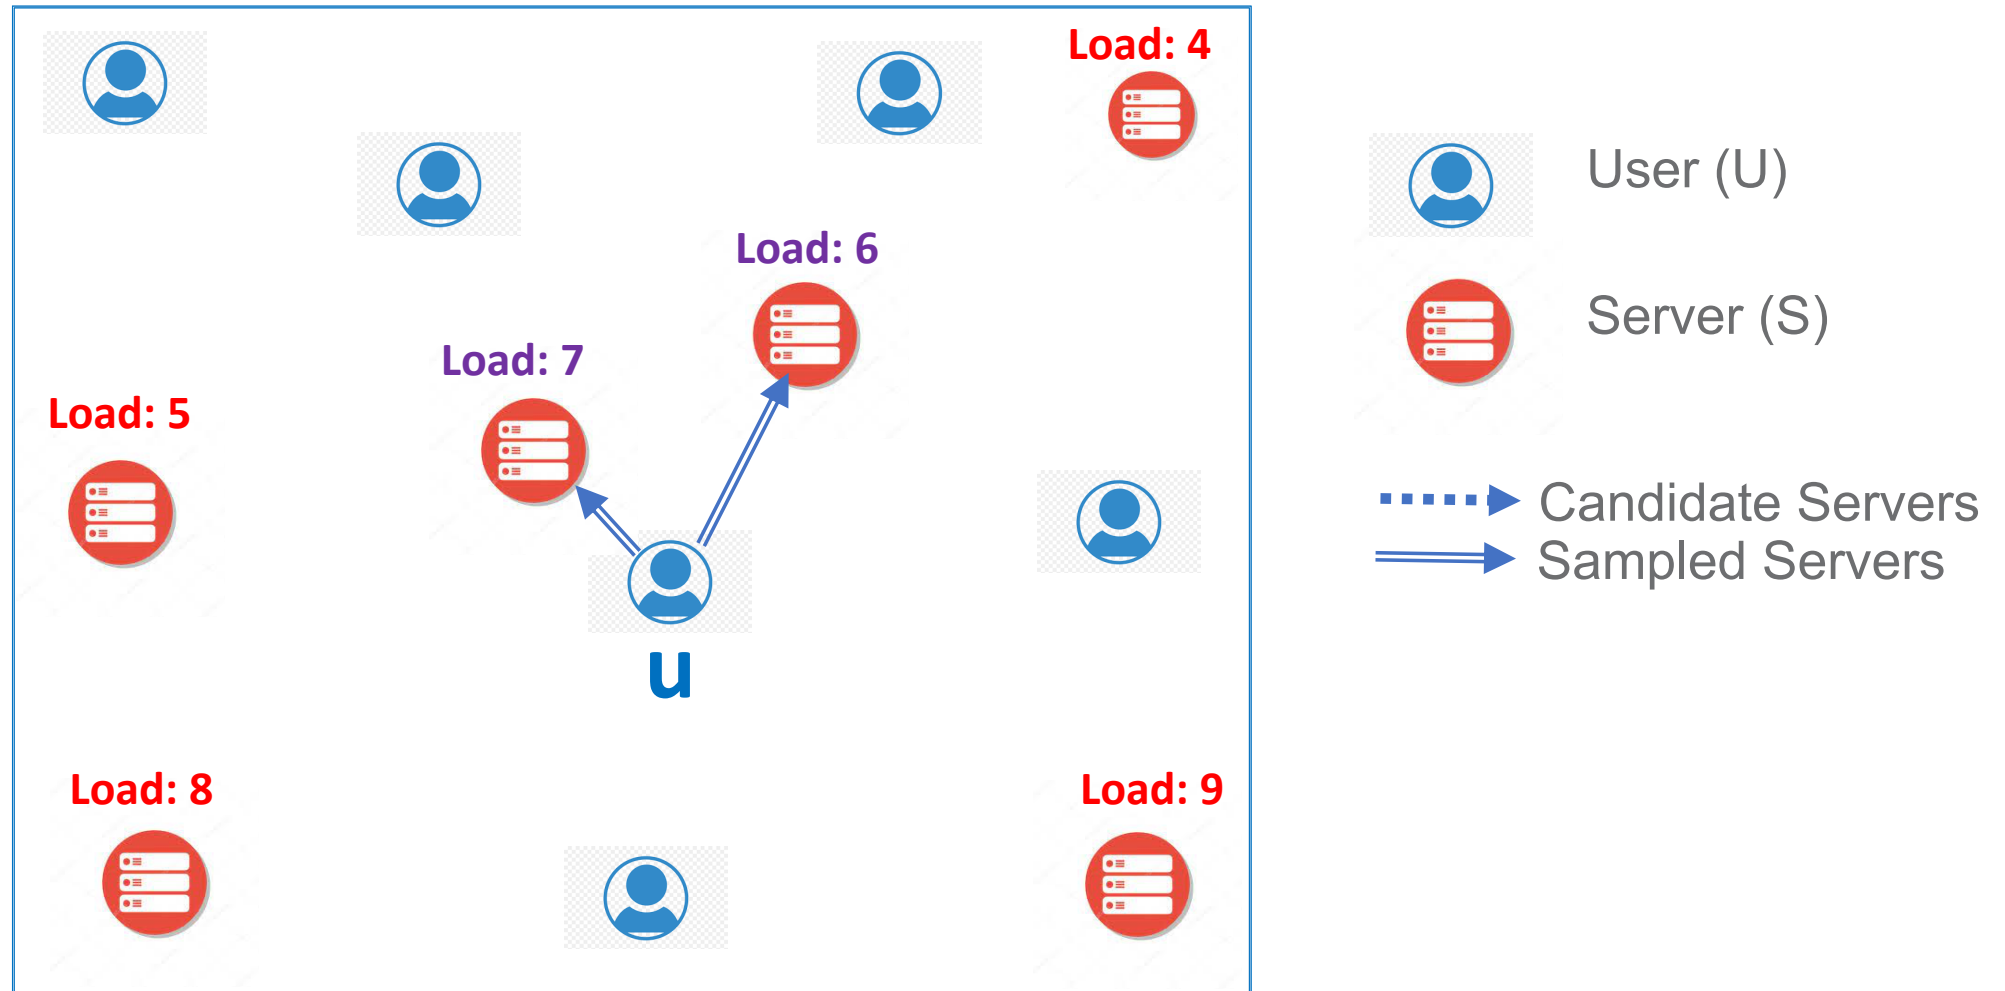 Load: 4
Load: 6
Load: 7
Load: 5
u
Load: 8
Load: 9
User (U)
Server (S)
Candidate Servers
Sampled Servers